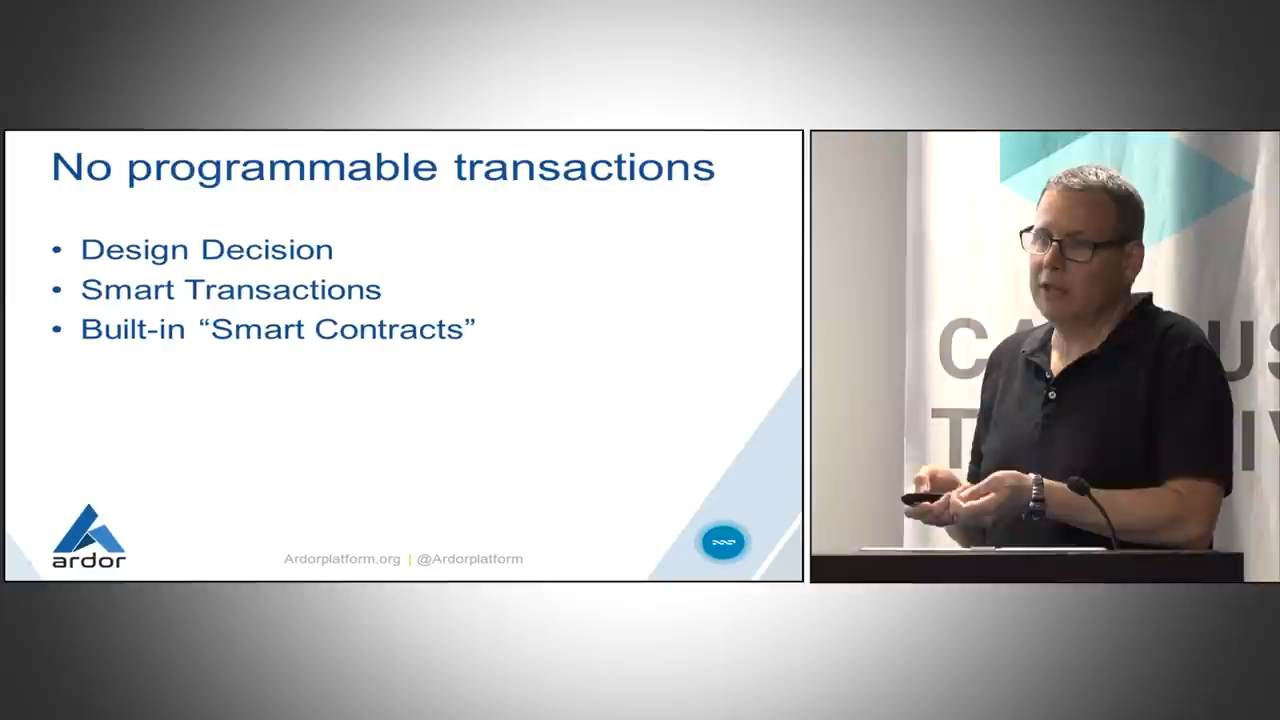 No programmable transactions
• Design Decision
• Smart Transactions
• Built-in “Smart Contracts”
ardor
Ardorplatform.org | @Ardorplatform